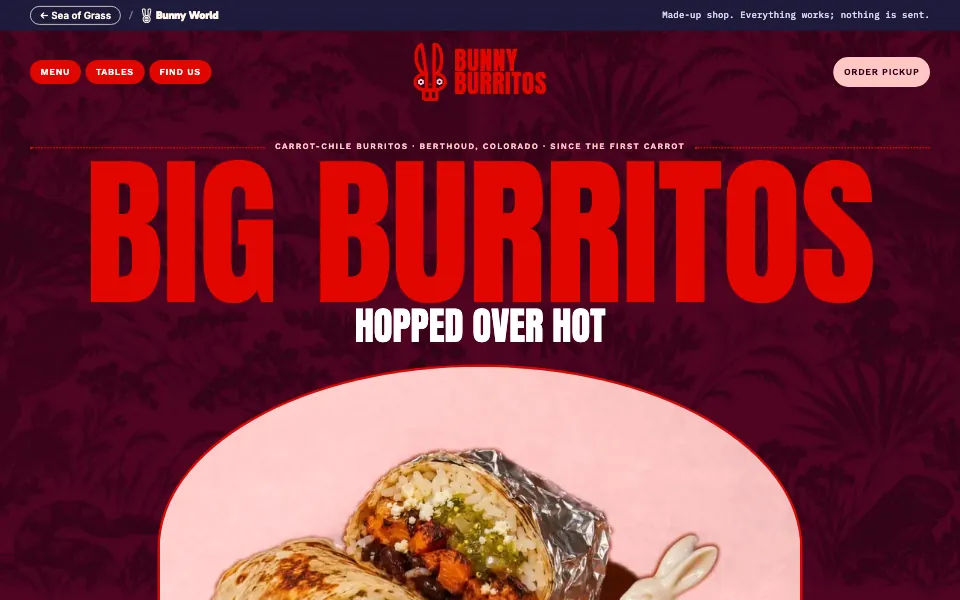 ← Sea of Grass / Bunny World
Made-up shop. Everything works; nothing is sent.
MENU
TABLES
FIND US
BUNNY
BURRITOS
ORDER PICKUP
CARROT-CHILE BURRITOS · BERTHOUD, COLORADO · SINCE THE FIRST CARROT
BIG BURRITOS
HOPPED OVER HOT